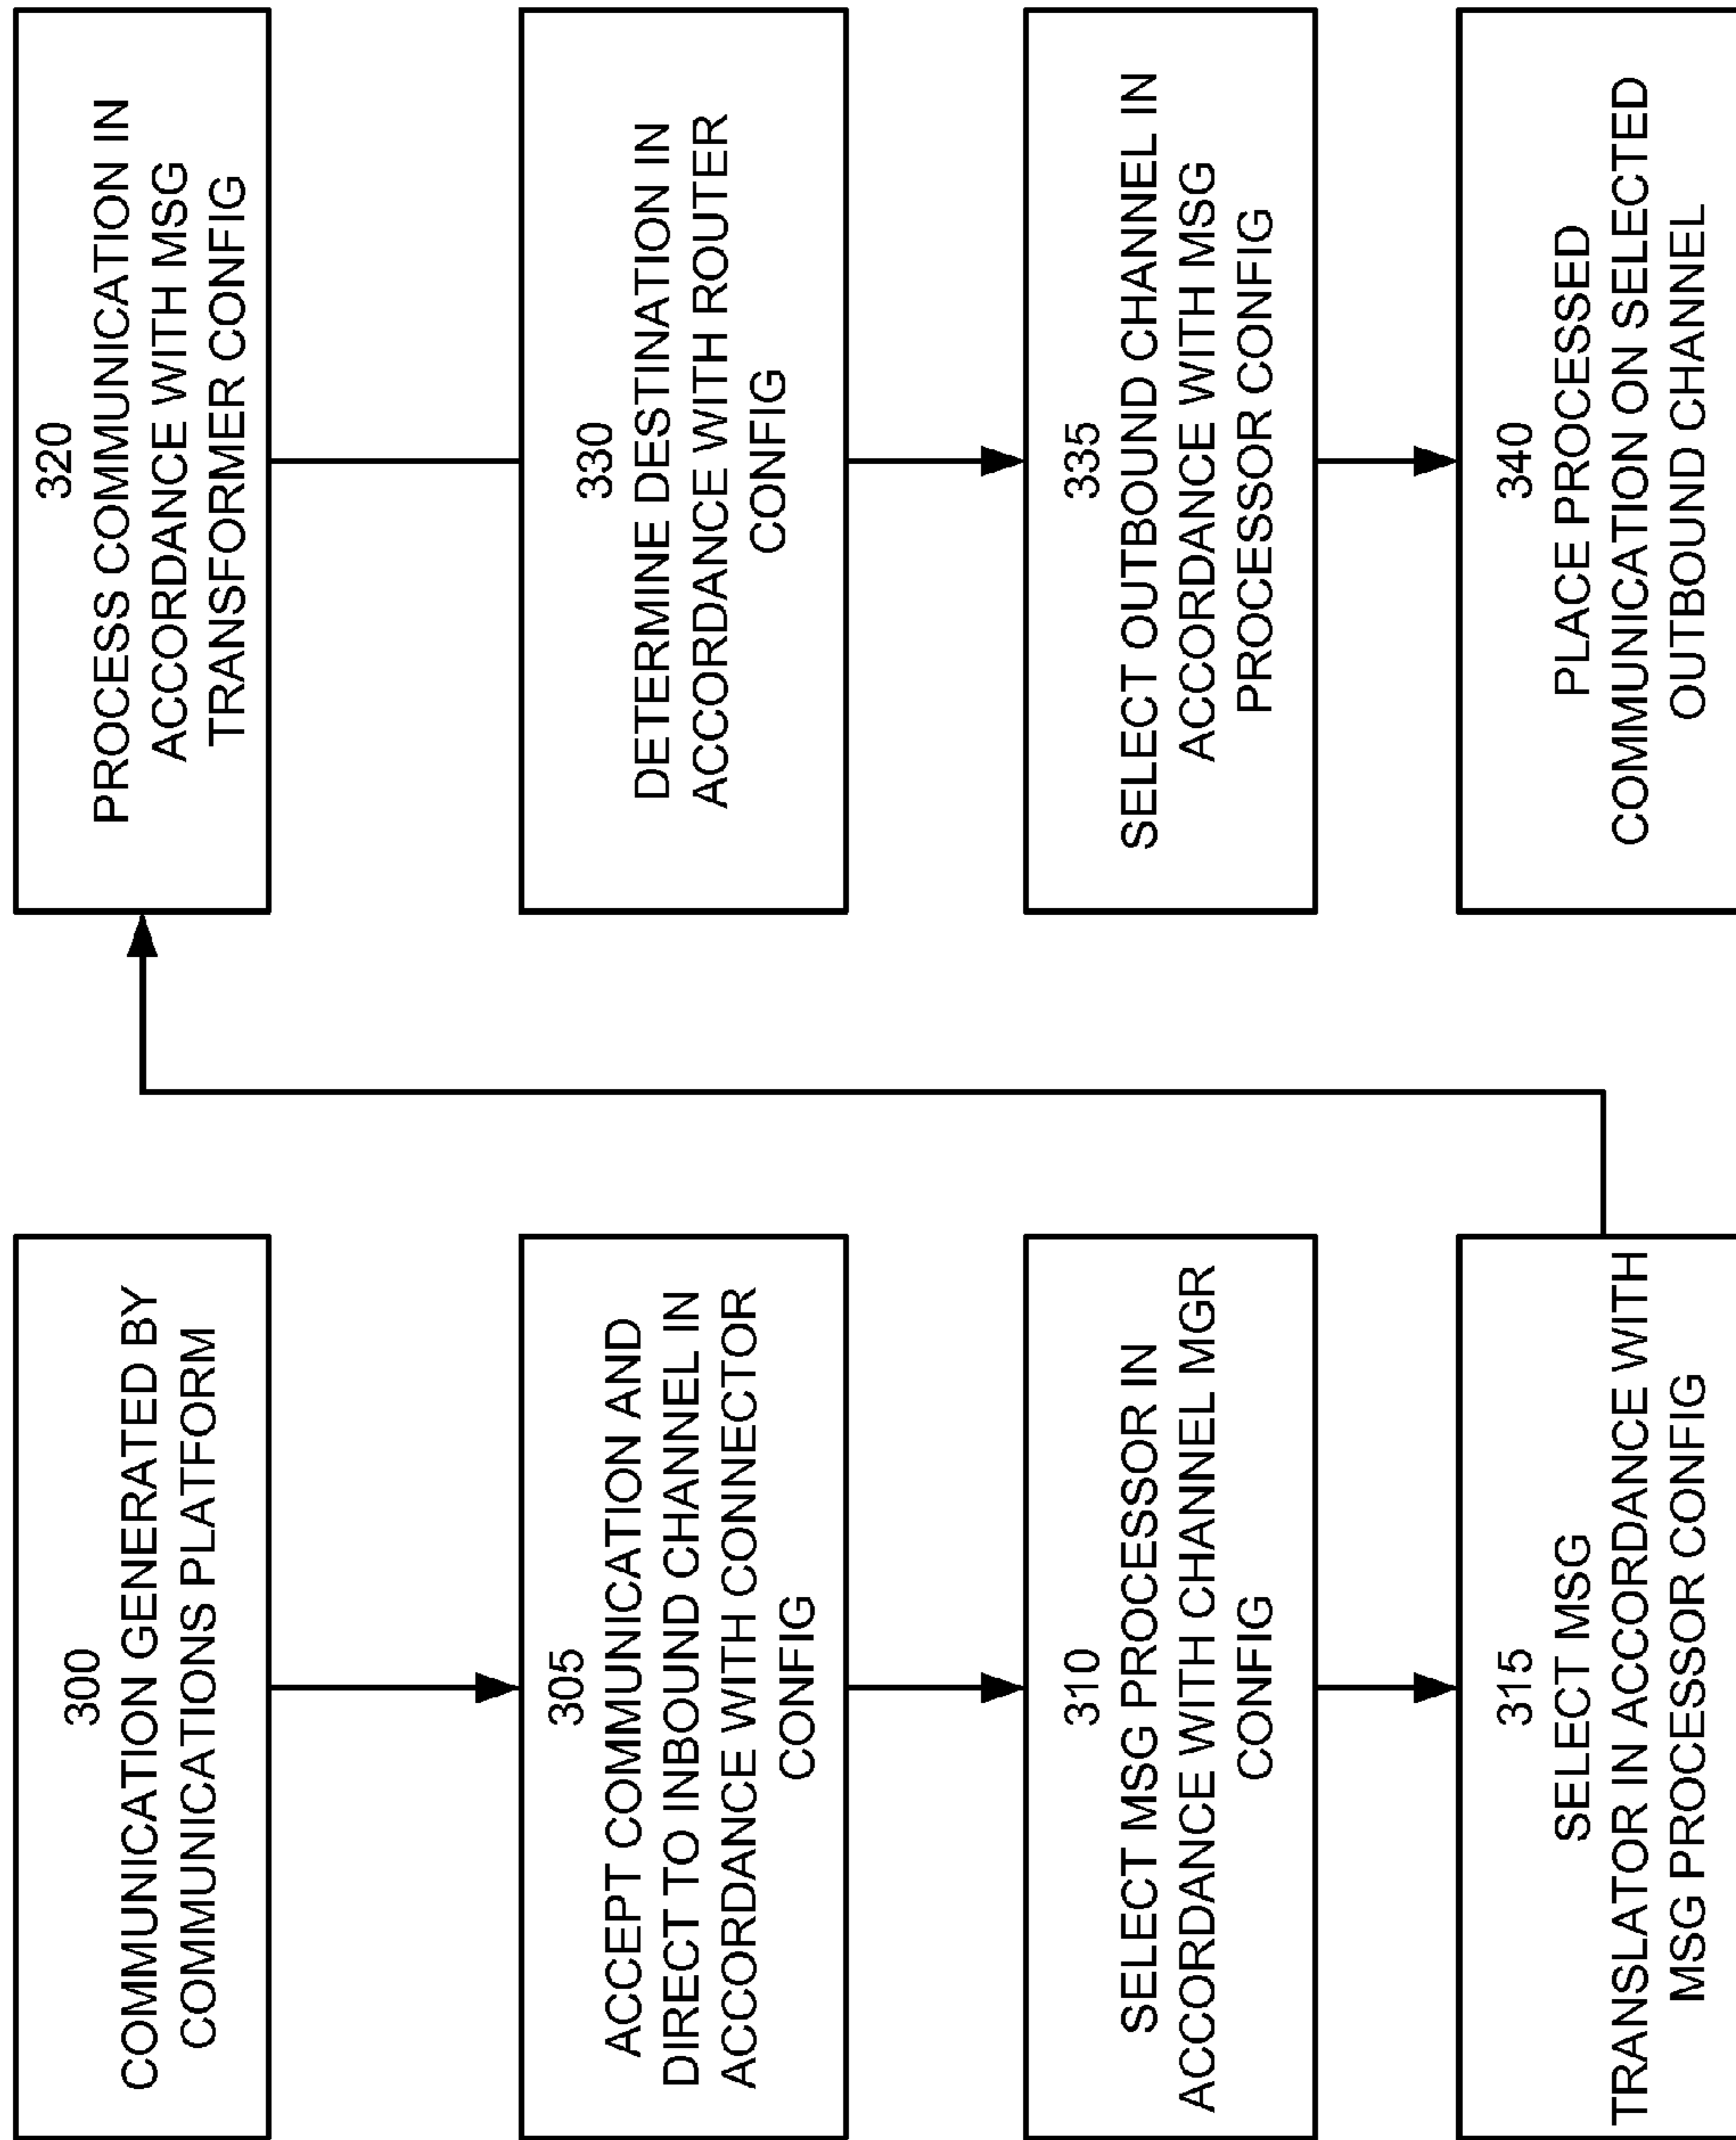 300
COMMUNICATION GENERATED BY
COMMUNICATIONS PLATFORM
305
ACCEPT COMMUNICATION AND
DIRECT TO INBOUND CHANNEL IN
ACCORDANCE WITH CONNECTOR
CONFIG
310
SELECT MSG PROCESSOR IN
ACCORDANCE WITH CHANNEL MGR
CONFIG
315
SELECT MSG
TRANSLATOR IN ACCORDANCE WITH
MSG PROCESSOR CONFIG
320
PROCESS COMMUNICATION IN
ACCORDANCE WITH MSG
TRANSFORMER CONFIG
330
DETERMINE DESTINATION IN
ACCORDANCE WITH ROUTER
CONFIG
335
SELECT OUTBOUND CHANNEL IN
ACCORDANCE WITH MSG
PROCESSOR CONFIG
340
PLACE PROCESSED
COMMUNICATION ON SELECTED
OUTBOUND CHANNEL